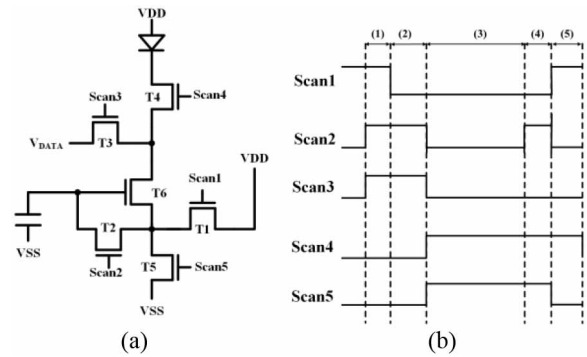 (a)
VDD
Scan3
T4
Scan4
V_DATA
T3
Scan1
VDD
T6
T2
T1
VSS
Scan2
T5
Scan5
VSS
(a)
b)
(1) (2) (3) (4) (5)
Scan1
Scan2
Scan3
Scan4
Scan5
(b)